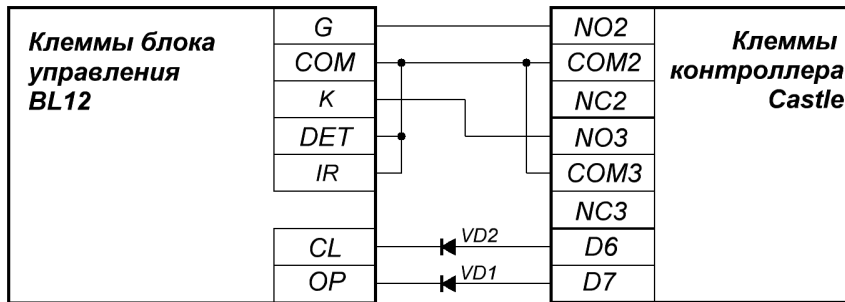 Клеммы блока
управления
BL12
G
COM
K
DET
IR
CL
OP
VD2
VD1
NO2
COM2
NC2
NO3
COM3
NC3
D6
D7
Клеммы
контроллера
Castle